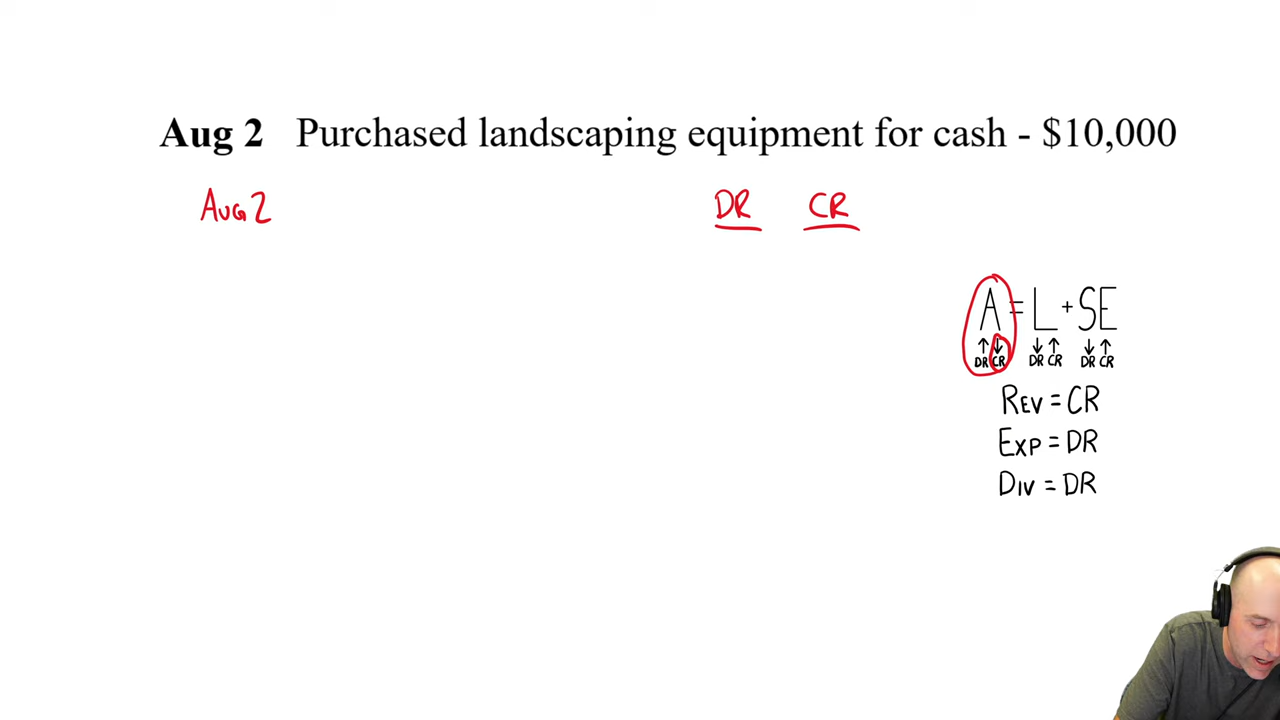 Aug 2 Purchased landscaping equipment for cash - $10,000
Aug 2 DR CR
A = L + SE
↑ ↓ ↓ ↑ ↓ ↑
DR CR DR CR DR CR
REV = CR
EXP = DR
DIV = DR